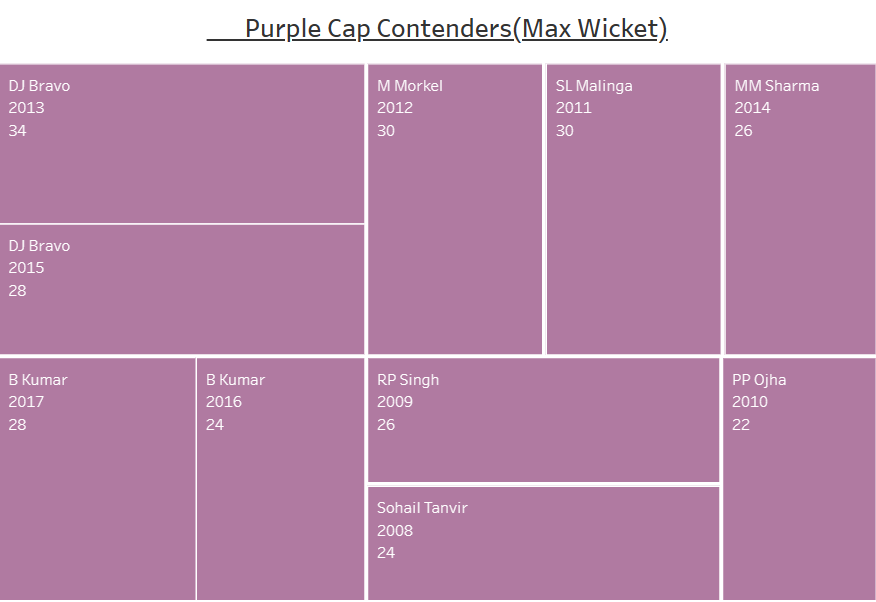 Purple Cap Contenders(Max Wicket)
DJ Bravo
2013
34
M Morkel
2012
30
SL Malinga
2011
30
MM Sharma
2014
26
DJ Bravo
2015
28
B Kumar
2017
28
B Kumar
2016
24
RP Singh
2009
26
PP Ojha
2010
22
Sohail Tanvir
2008
24